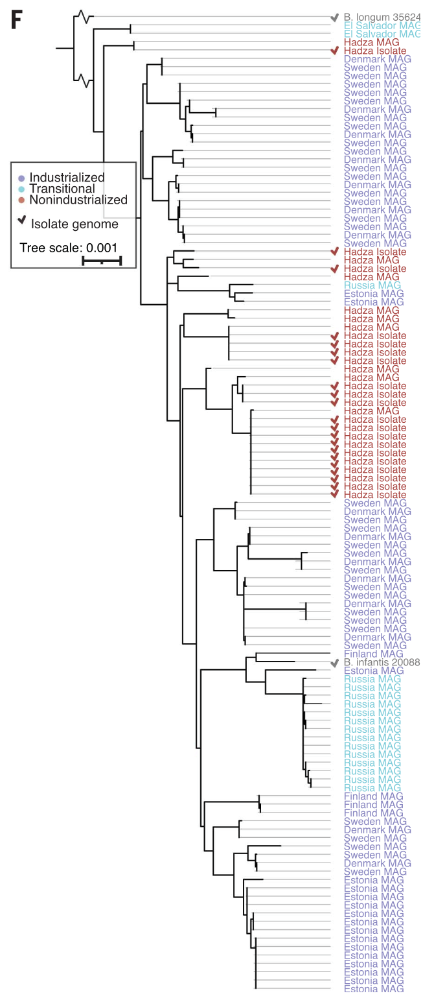 F
B. longum 35624
El Salvador MAG
El Salvador MAG
Hadza MAG
Hadza Isolate
Denmark MAG
Sweden MAG
Sweden MAG
Sweden MAG
Sweden MAG
Sweden MAG
Denmark MAG
Sweden MAG
Sweden MAG
Denmark MAG
Sweden MAG
Sweden MAG
Denmark MAG
Sweden MAG
Sweden MAG
Denmark MAG
Sweden MAG
Sweden MAG
Denmark MAG
Sweden MAG
Sweden MAG
Denmark MAG
Sweden MAG
Industrialized
Transitional
Nonindustrialized
Isolate genome
Tree scale: 0.001
Hadza Isolate
Hadza MAG
Hadza Isolate
Hadza MAG
Russia MAG
Estonia MAG
Estonia MAG
Hadza MAG
Hadza MAG
Hadza MAG
Hadza Isolate
Hadza Isolate
Hadza Isolate
Hadza Isolate
Hadza MAG
Hadza MAG
Hadza Isolate
Hadza Isolate
Hadza Isolate
Hadza MAG
Hadza Isolate
Hadza Isolate
Hadza Isolate
Hadza Isolate
Hadza Isolate
Hadza Isolate
Hadza Isolate
Hadza Isolate
Hadza Isolate
Hadza Isolate
Sweden MAG
Denmark MAG
Sweden MAG
Sweden MAG
Denmark MAG
Sweden MAG
Sweden MAG
Denmark MAG
Sweden MAG
Denmark MAG
Sweden MAG
Sweden MAG
Denmark MAG
Sweden MAG
Sweden MAG
Sweden MAG
Denmark MAG
Sweden MAG
Finland MAG
B. infantis 20088
Estonia MAG
Russia MAG
Russia MAG
Russia MAG
Russia MAG
Russia MAG
Russia MAG
Russia MAG
Russia MAG
Russia MAG
Russia MAG
Russia MAG
Russia MAG
Russia MAG
Russia MAG
Finland MAG
Finland MAG
Finland MAG
Sweden MAG
Denmark MAG
Sweden MAG
Sweden MAG
Sweden MAG
Denmark MAG
Sweden MAG
Estonia MAG
Estonia MAG
Estonia MAG
Estonia MAG
Estonia MAG
Estonia MAG
Estonia MAG
Estonia MAG
Estonia MAG
Estonia MAG
Estonia MAG
Estonia MAG
Estonia MAG
Estonia MAG